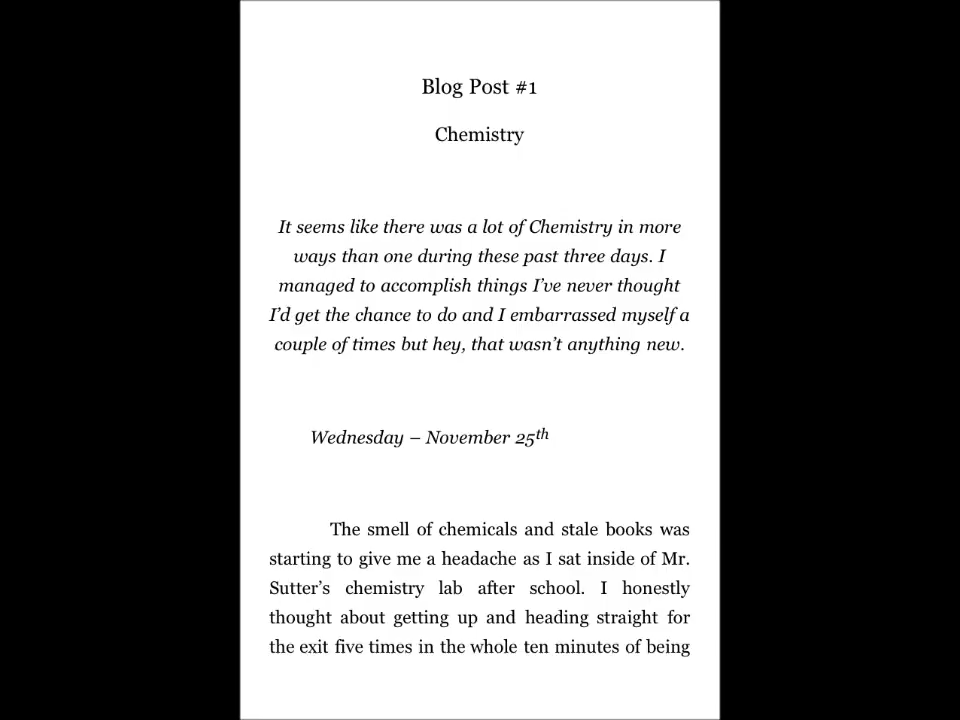 Blog Post #1
Chemistry
It seems like there was a lot of Chemistry in more
ways than one during these past three days. I
managed to accomplish things I’ve never thought
I’d get the chance to do and I embarrassed myself a
couple of times but hey, that wasn’t anything new.
Wednesday – November 25th
The smell of chemicals and stale books was
starting to give me a headache as I sat inside of Mr.
Sutter’s chemistry lab after school. I honestly
thought about getting up and heading straight for
the exit five times in the whole ten minutes of being